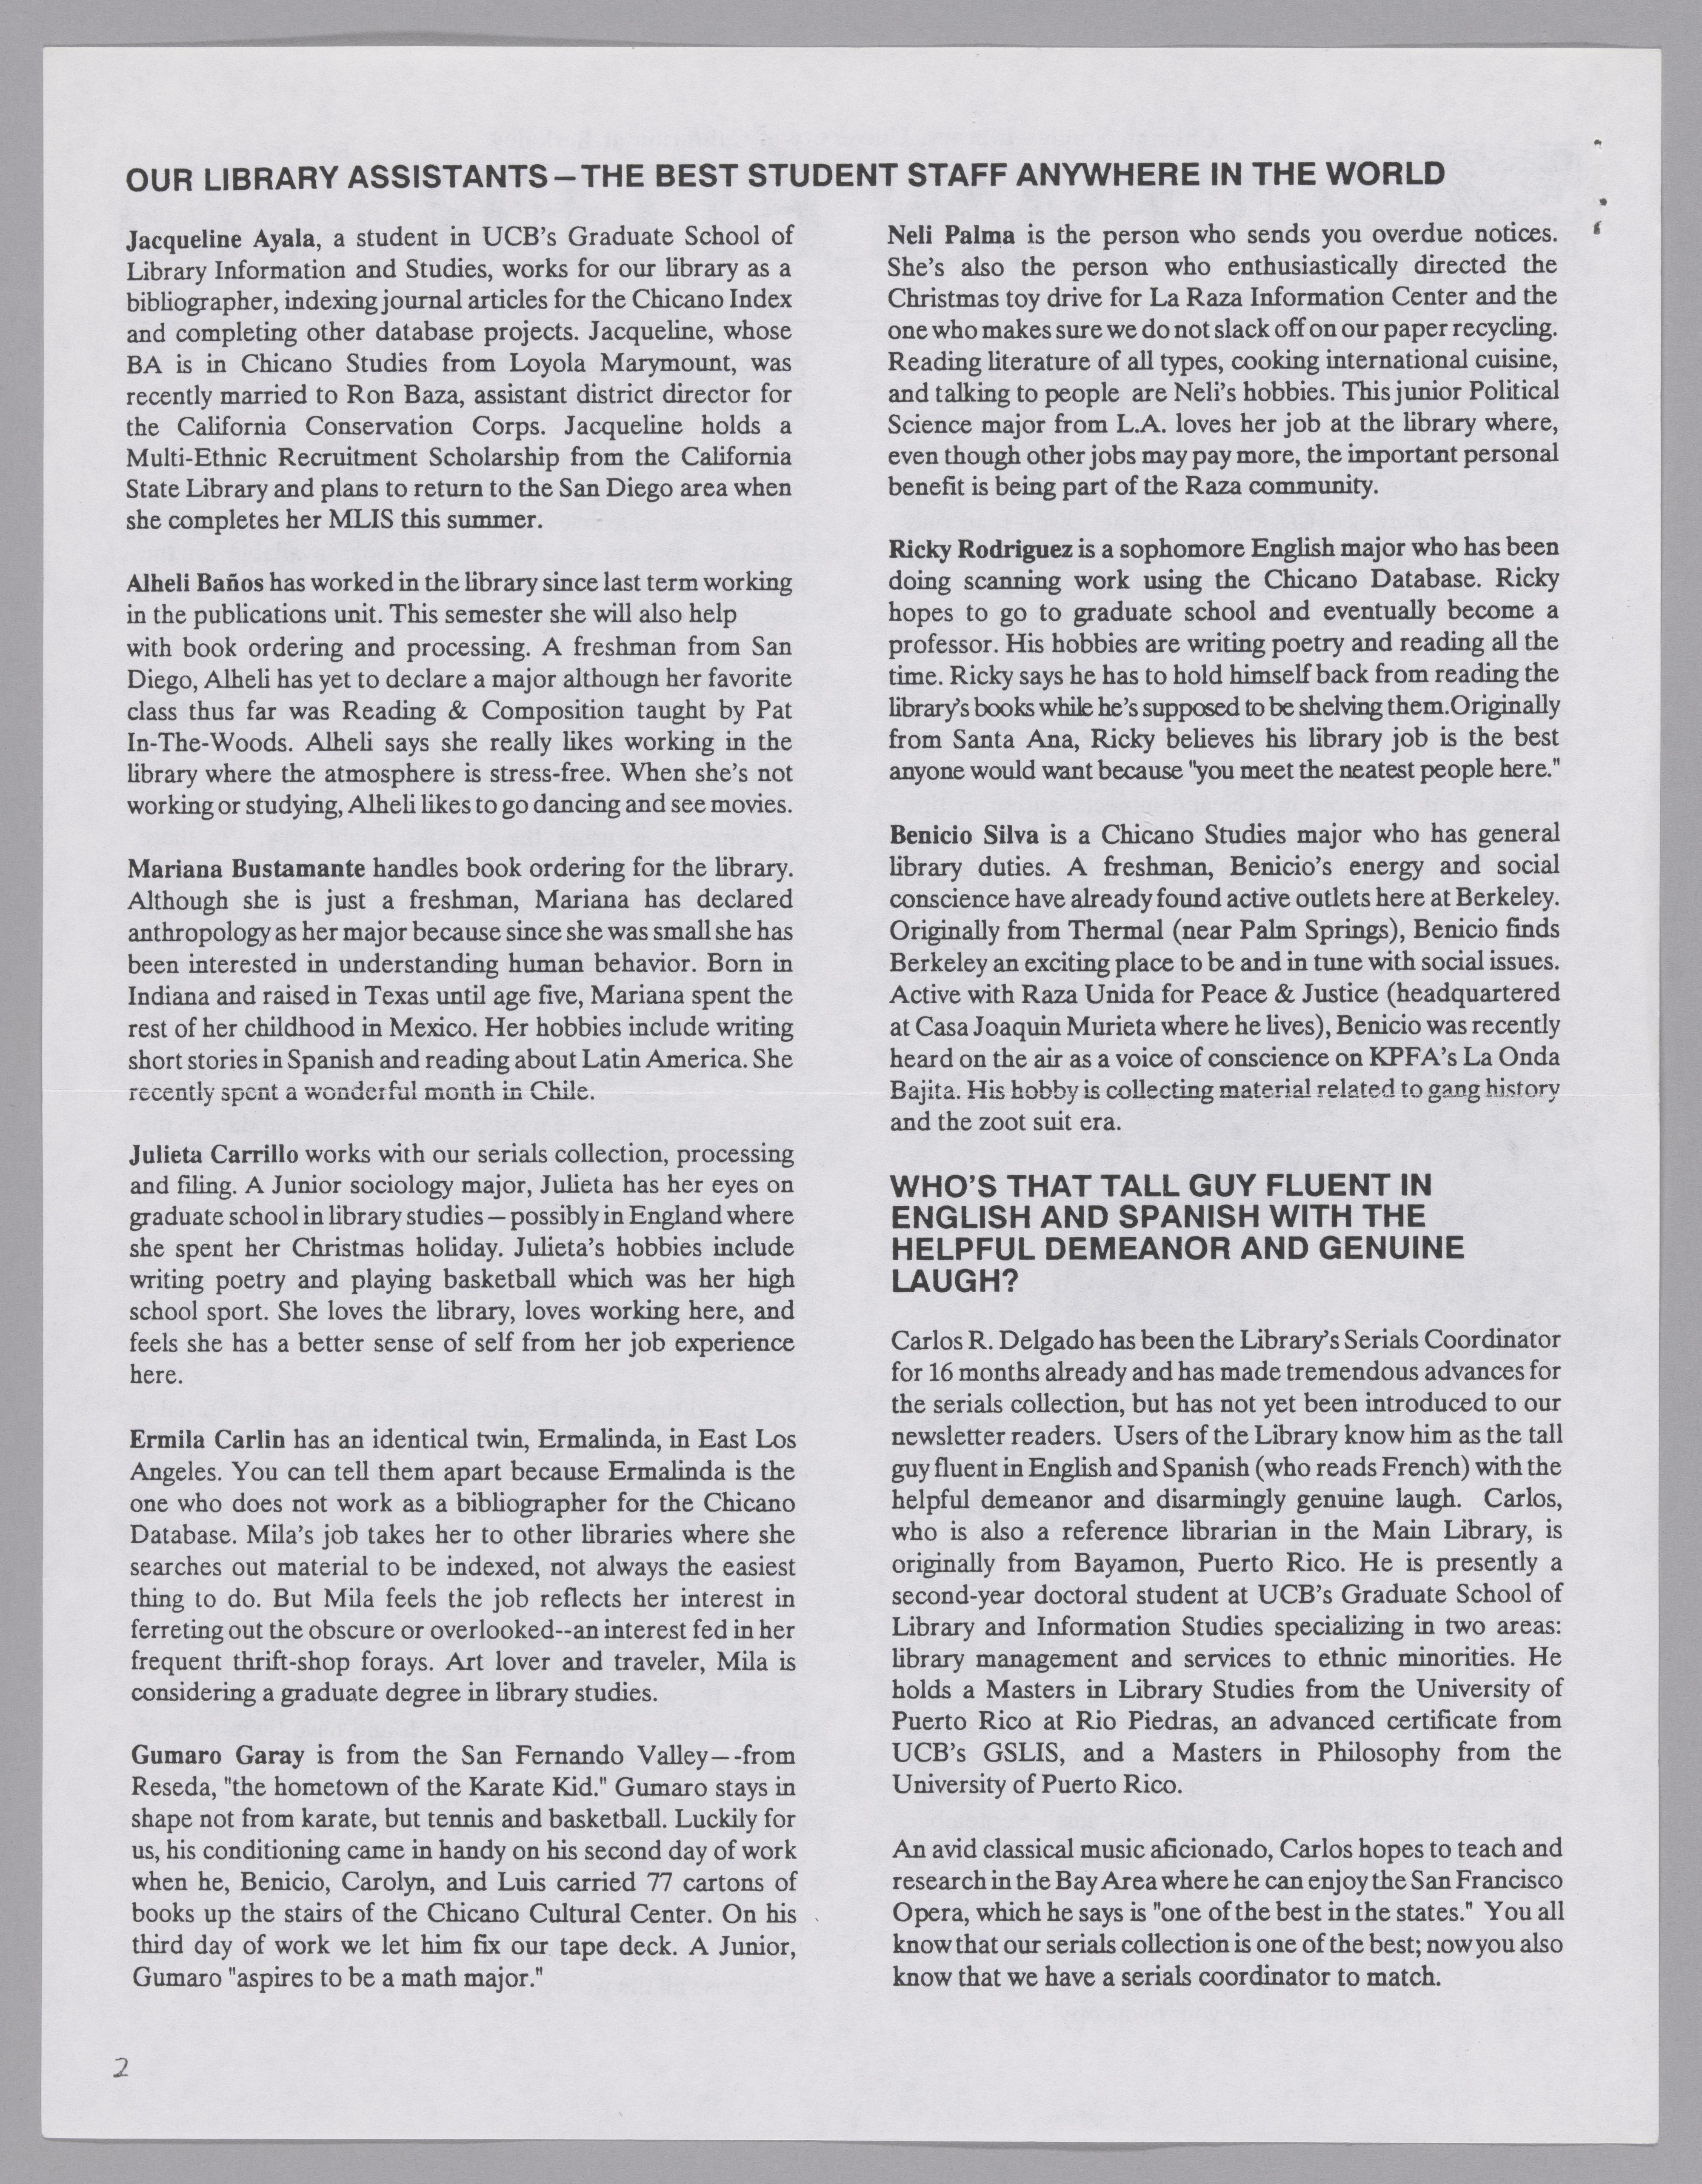 OUR LIBRARY ASSISTANTS—THE BEST STUDENT STAFF ANYWHERE IN THE WORLD
Jacqueline Ayala, a student in UCB's Graduate School of
Library Information and Studies, works for our library as a
bibliographer, indexing journal articles for the Chicano Index
and completing other database projects. Jacqueline, whose
BA is in Chicano Studies from Loyola Marymount, was
recently married to Ron Baza, assistant district director for
the California Conservation Corps. Jacqueline holds a
Multi-Ethnic Recruitment Scholarship from the California
State Library and plans to return to the San Diego area when
she completes her MLIS this summer.
Alheli Baños has worked in the library since last term working
in the publications unit. This semester she will also help
with book ordering and processing. A freshman from San
Diego, Alheli has yet to declare a major although her favorite
class thus far was Reading & Composition taught by Pat
In-The-Woods. Alheli says she really likes working in the
library where the atmosphere is stress-free. When she's not
working or studying, Alheli likes to go dancing and see movies.
Mariana Bustamante handles book ordering for the library.
Although she is just a freshman, Mariana has declared
anthropology as her major because since she was small she has
been interested in understanding human behavior. Born in
Indiana and raised in Texas until age five, Mariana spent the
rest of her childhood in Mexico. Her hobbies include writing
short stories in Spanish and reading about Latin America. She
recently spent a wonderful month in Chile.
Julieta Carrillo works with our serials collection, processing
and filing. A Junior sociology major, Julieta has her eyes on
graduate school in library studies—possibly in England where
she spent her Christmas holiday. Julieta's hobbies include
writing poetry and playing basketball which was her high
school sport. She loves the library, loves working here, and
feels she has a better sense of self from her job experience
here.
Ermila Carlin has an identical twin, Ermalinda, in East Los
Angeles. You can tell them apart because Ermalinda is the
one who does not work as a bibliographer for the Chicano
Database. Mila's job takes her to other libraries where she
searches out material to be indexed, not always the easiest
thing to do. But Mila feels the job reflects her interest in
ferreting out the obscure or overlooked--an interest fed in her
frequent thrift-shop forays. Art lover and traveler, Mila is
considering a graduate degree in library studies.
Gumaro Garay is from the San Fernando Valley—-from
Reseda, "the hometown of the Karate Kid." Gumaro stays in
shape not from karate, but tennis and basketball. Luckily for
us, his conditioning came in handy on his second day of work
when he, Benicio, Carolyn, and Luis carried 77 cartons of
books up the stairs of the Chicano Cultural Center. On his
third day of work we let him fix our tape deck. A Junior,
Gumaro "aspires to be a math major."
Neli Palma is the person who sends you overdue notices.
She's also the person who enthusiastically directed the
Christmas toy drive for La Raza Information Center and the
one who makes sure we do not slack off on our paper recycling.
Reading literature of all types, cooking international cuisine,
and talking to people are Neli's hobbies. This junior Political
Science major from L.A. loves her job at the library where,
even though other jobs may pay more, the important personal
benefit is being part of the Raza community.
Ricky Rodriguez is a sophomore English major who has been
doing scanning work using the Chicano Database. Ricky
hopes to go to graduate school and eventually become a
professor. His hobbies are writing poetry and reading all the
time. Ricky says he has to hold himself back from reading the
library's books while he's supposed to be shelving them.Originally
from Santa Ana, Ricky believes his library job is the best
anyone would want because "you meet the neatest people here."
Benicio Silva is a Chicano Studies major who has general
library duties. A freshman, Benicio's energy and social
conscience have already found active outlets here at Berkeley.
Originally from Thermal (near Palm Springs), Benicio finds
Berkeley an exciting place to be and in tune with social issues.
Active with Raza Unida for Peace & Justice (headquartered
at Casa Joaquin Murieta where he lives), Benicio was recently
heard on the air as a voice of conscience on KPFA's La Onda
Bajita. His hobby is collecting material related to gang history
and the zoot suit era.
WHO'S THAT TALL GUY FLUENT IN
ENGLISH AND SPANISH WITH THE
HELPFUL DEMEANOR AND GENUINE
LAUGH?
Carlos R. Delgado has been the Library's Serials Coordinator
for 16 months already and has made tremendous advances for
the serials collection, but has not yet been introduced to our
newsletter readers. Users of the Library know him as the tall
guy fluent in English and Spanish (who reads French) with the
helpful demeanor and disarmingly genuine laugh. Carlos,
who is also a reference librarian in the Main Library, is
originally from Bayamon, Puerto Rico. He is presently a
second-year doctoral student at UCB's Graduate School of
Library and Information Studies specializing in two areas:
library management and services to ethnic minorities. He
holds a Masters in Library Studies from the University of
Puerto Rico at Rio Piedras, an advanced certificate from
UCB's GSLIS, and a Masters in Philosophy from the
University of Puerto Rico.
An avid classical music aficionado, Carlos hopes to teach and
research in the Bay Area where he can enjoy the San Francisco
Opera, which he says is "one of the best in the states." You all
know that our serials collection is one of the best; now you also
know that we have a serials coordinator to match.
2